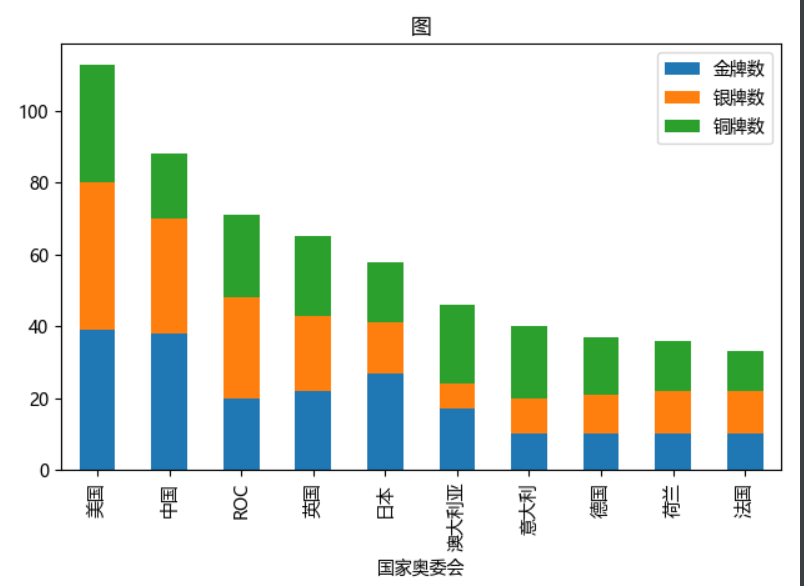 图
金牌数
银牌数
铜牌数
100
80
60
40
20
0
美国
中国
ROC
英国
日本
澳大利亚
意大利
德国
荷兰
法国
国家奥委会